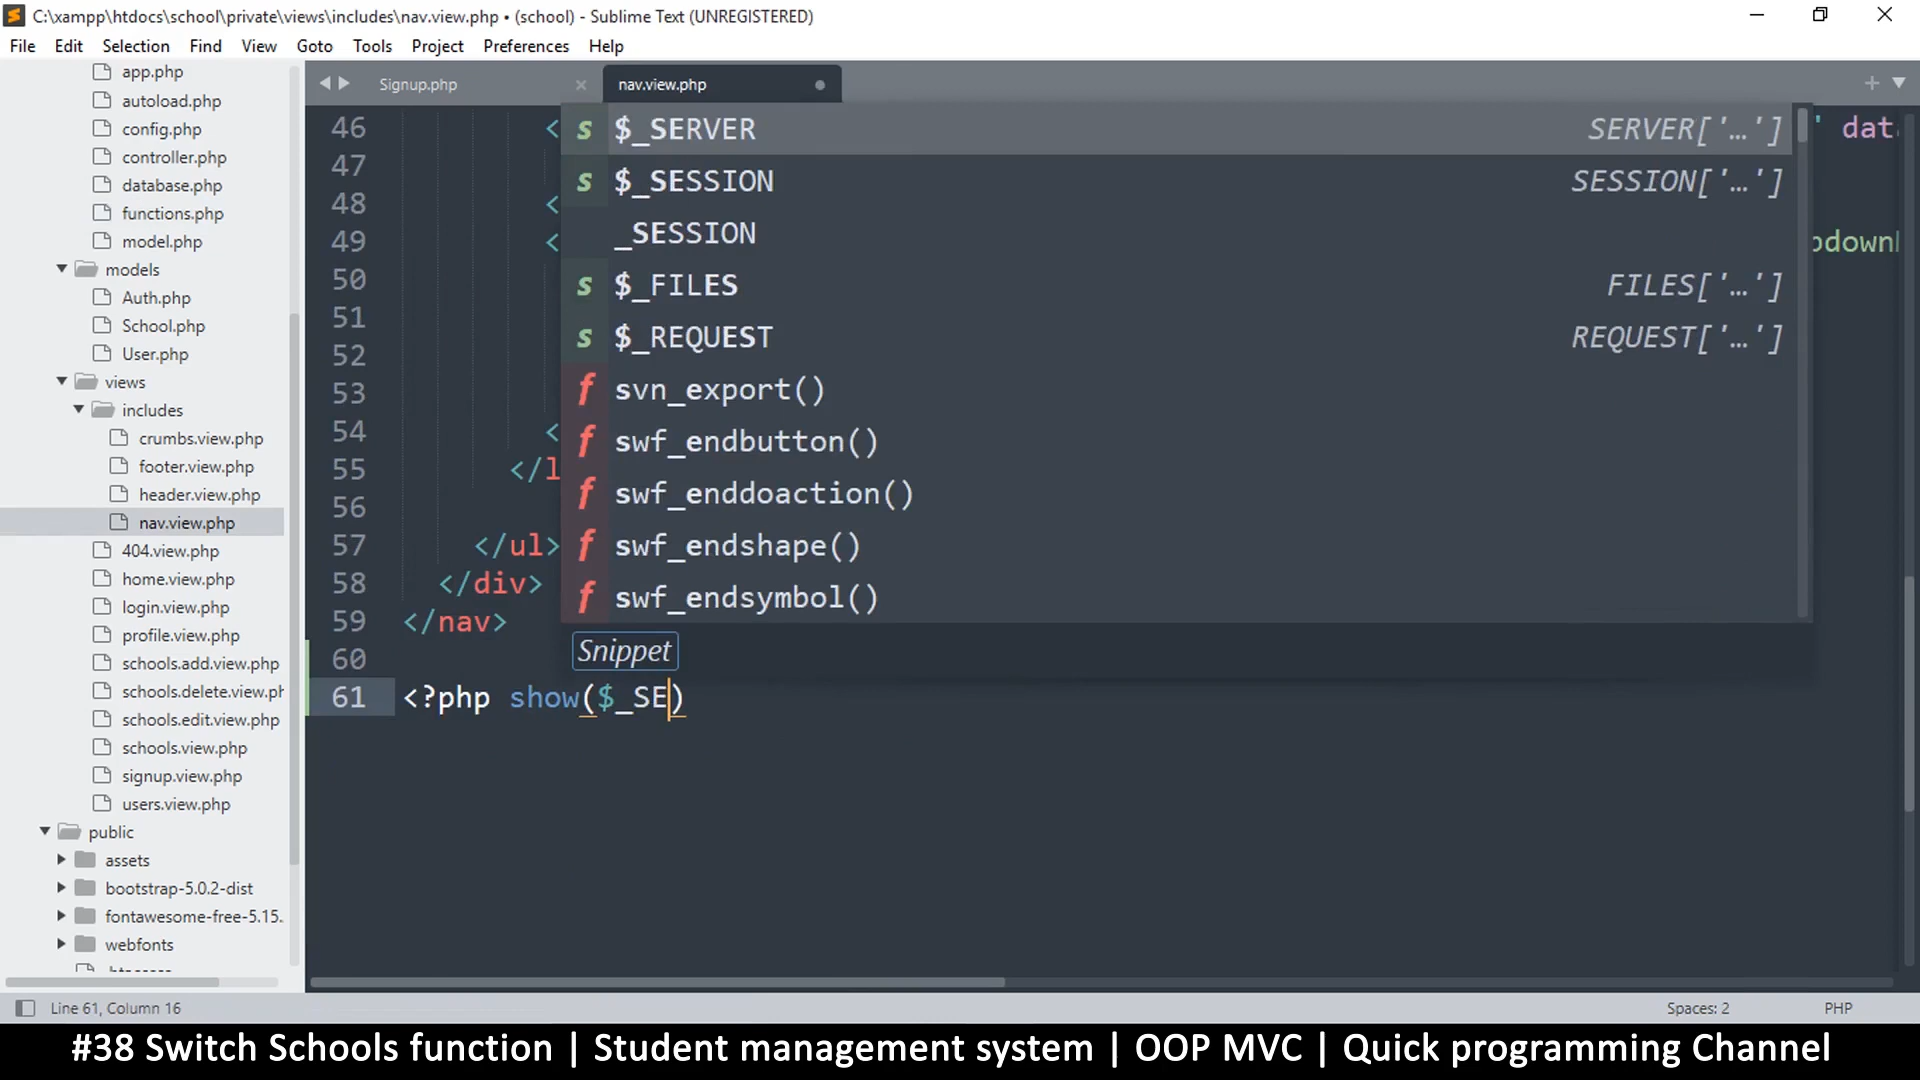 C:\xampp\htdocs\school\private\views\includes\nav.view.php • (school) - Sublime Text (UNREGISTERED)
File Edit Selection Find View Goto Tools Project Preferences Help
app.php
autoload.php
config.php
controller.php
database.php
functions.php
model.php
models
Auth.php
School.php
User.php
views
includes
crumbs.view.php
footer.view.php
header.view.php
nav.view.php
404.view.php
home.view.php
login.view.php
profile.view.php
schools.add.view.php
schools.delete.view.ph
schools.edit.view.php
schools.view.php
signup.view.php
users.view.php
public
assets
bootstrap-5.0.2-dist
fontawesome-free-5.15.
webfonts
Signup.php
nav.view.php
46 < ' dat
47
48 <
49 < odownl
50
51
52
53
54 <
55 </l
56
57 </ul>
58 </div>
59 </nav>
60
61 <?php show($_SE)
s $_SERVER SERVER['…']
s $_SESSION SESSION['…']
_SESSION
s $_FILES FILES['…']
s $_REQUEST REQUEST['…']
f svn_export()
f swf_endbutton()
f swf_enddoaction()
f swf_endshape()
f swf_endsymbol()
Snippet
Line 61, Column 16
Spaces: 2
PHP
#38 Switch Schools function | Student management system | OOP MVC | Quick programming Channel